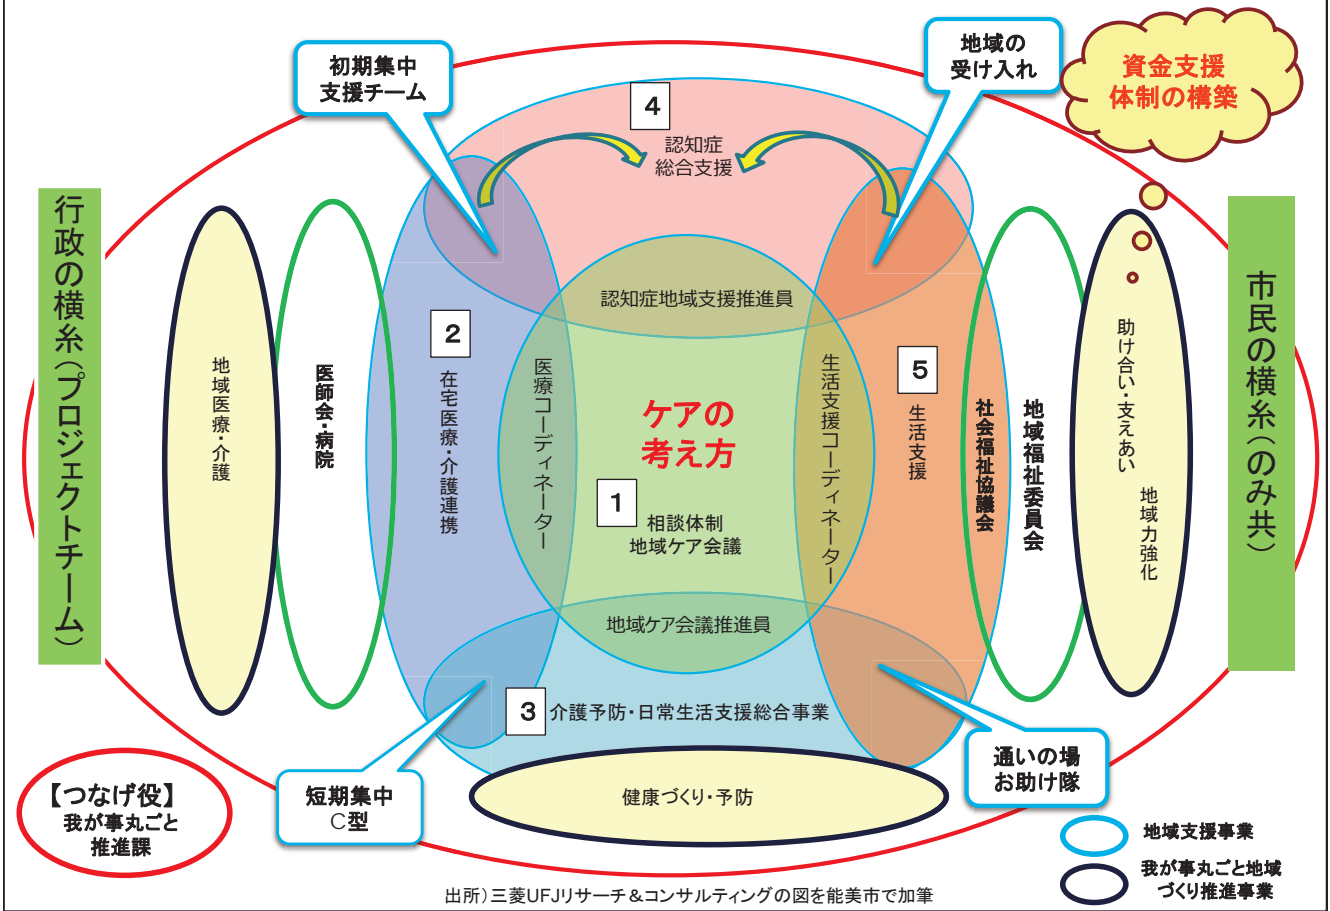 初期集中
支援チーム
地域の
受け入れ
資金支援
体制の構築
4
認知症
総合支援
行政の横糸(プロジェクトチーム)
市民の横糸(のみ共)
地域医療・介護
医師会・病院
2
在宅医療・介護連携
医療コーディネーター
認知症地域支援推進員
ケアの
考え方
1
相談体制
地域ケア会議
生活支援コーディネーター
5
生活支援
社会福祉協議会
地域福祉委員会
助け合い・支えあい
地域力強化
地域ケア会議推進員
3
介護予防・日常生活支援総合事業
健康づくり・予防
短期集中
C型
通いの場
お助け隊
【つなげ役】
我が事丸ごと
推進課
地域支援事業
我が事丸ごと地域
づくり推進事業
出所)三菱UFJリサーチ&コンサルティングの図を能美市で加筆